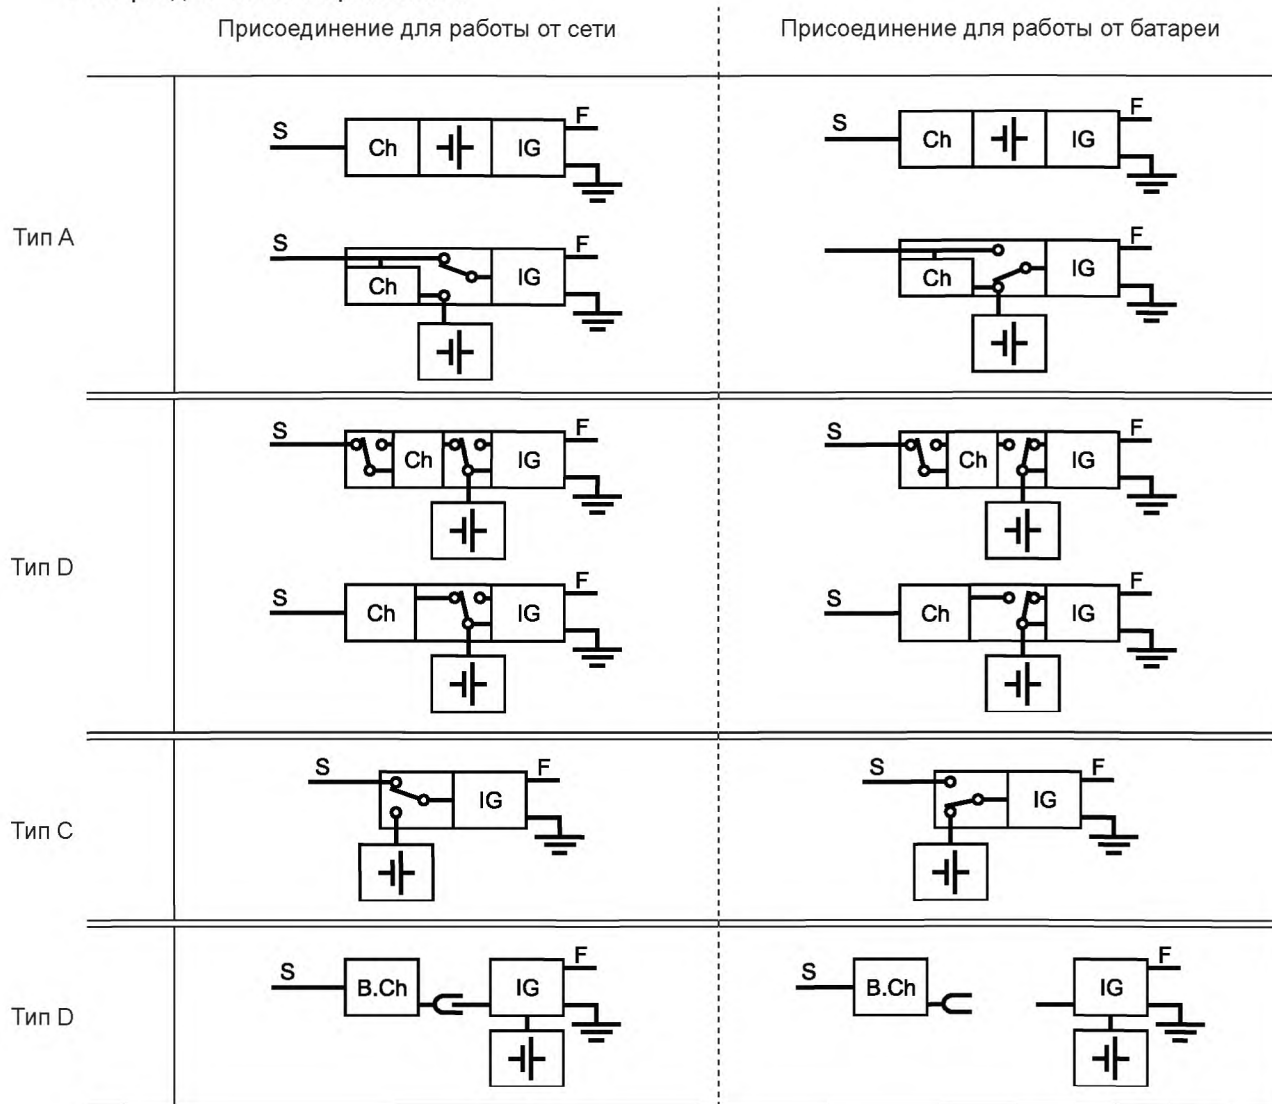 Присоединение для работы от сети
Присоединение для работы от батареи
Тип A
S
Ch
IG
F
S
Ch
IG
F
S
Ch
IG
F
Ch
IG
F
Тип D
S
Ch
IG
F
S
Ch
IG
F
S
Ch
IG
F
S
Ch
IG
F
Тип C
S
IG
F
S
IG
F
Тип D
S
B.Ch
IG
F
S
B.Ch
IG
F